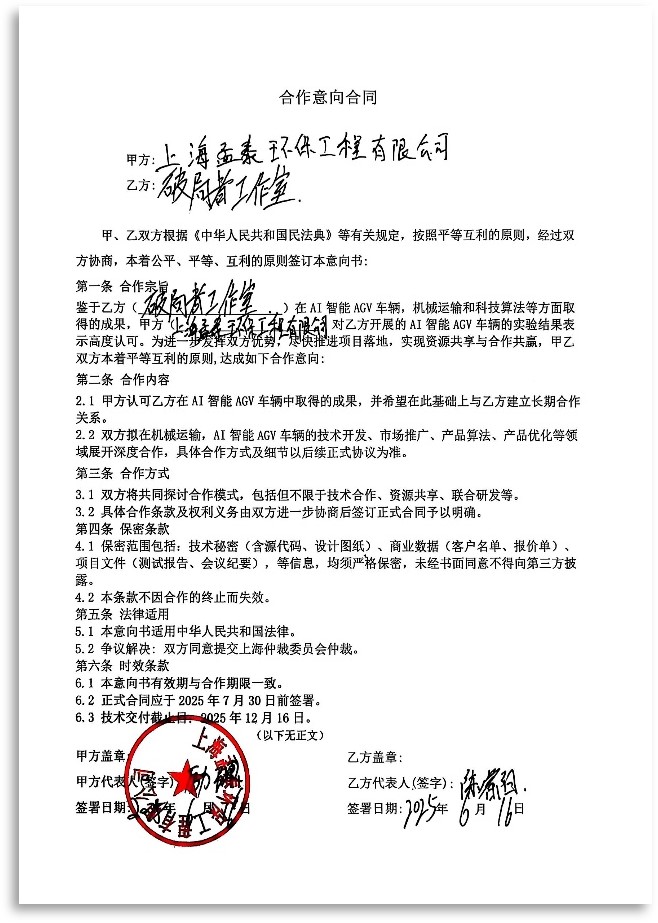 合作意向合同
甲方:上海孟泰环保工程有限公司
乙方:破局者工作室.
甲、乙双方根据《中华人民共和国民法典》等有关规定，按照平等互利的原则，经过双
方协商，本着公平、平等、互利的原则签订本意向书:
第一条 合作宗旨
鉴于乙方（破局者工作室.）在 AI 智能 AGV 车辆，机械运输和科技算法等方面取
得的成果，甲方（上海孟泰环保工程有限公司 对乙方开展的 AI 智能 AGV 车辆的实验结果表
示高度认可。为进一步发挥双方优势，尽快推进项目落地，实现资源共享与合作共赢，甲乙
双方本着平等互利的原则,达成如下合作意向:
第二条 合作内容
2.1 甲方认可乙方在 AI 智能 AGV 车辆中取得的成果，并希望在此基础上与乙方建立长期合作
关系。
2.2 双方拟在机械运输，AI 智能 AGV 车辆的技术开发、市场推广、产品算法、产品优化等领
域展开深度合作，具体合作方式及细节以后续正式协议为准。
第三条 合作方式
3.1 双方将共同探讨合作模式，包括但不限于技术合作、资源共享、联合研发等。
3.2 具体合作条款及权利义务由双方进一步协商后签订正式合同予以明确。
第四条 保密条款
4.1 保密范围包括：技术秘密（含源代码、设计图纸）、商业数据（客户名单、报价单）、
项目文件（测试报告、会议纪要），等信息，均须严格保密，未经书面同意不得向第三方披
露。
4.2 本条款不因合作的终止而失效。
第五条 法律适用
5.1 本意向书适用中华人民共和国法律。
5.2 争议解决：双方同意提交上海仲裁委员会仲裁。
第六条 时效条款
6.1 本意向书有效期与合作期限一致。
6.2 正式合同应于 2025 年 7 月 30 日前签署。
6.3 技术交付截止日：2025 年 12 月 16 日。
（以下无正文）
甲方盖章:
乙方盖章:
甲方代表人(签字):
乙方代表人(签字):
签署日期: 年 6 月 日
签署日期:2025年 6 月 16日